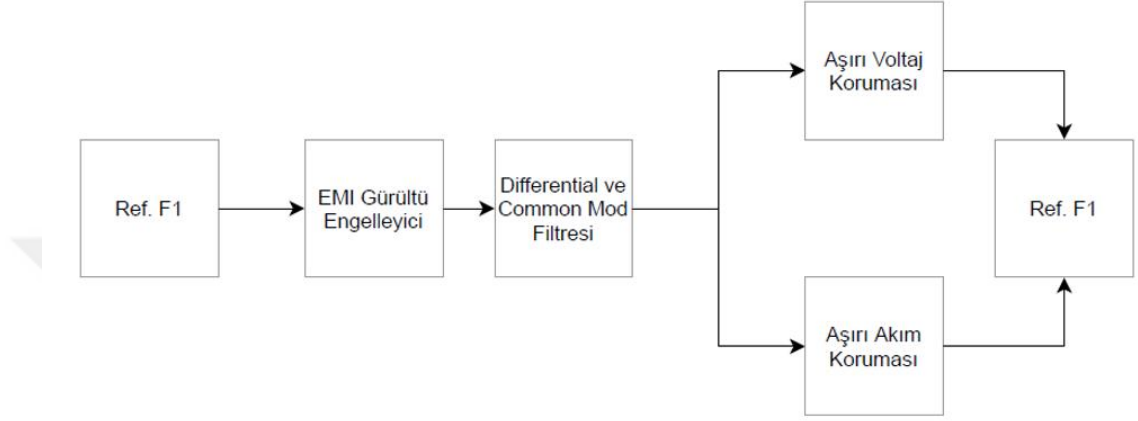 Ref. F1
EMI Gürültü
Engelleyici
Differential ve
Common Mod
Filtresi
Aşırı Voltaj
Koruması
Aşırı Akım
Koruması
Ref. F1